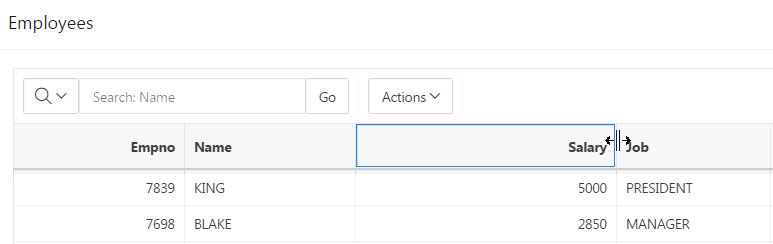 Employees
Search: Name Go Actions
Empno Name Salary Job
7839 KING 5000 PRESIDENT
7698 BLAKE 2850 MANAGER